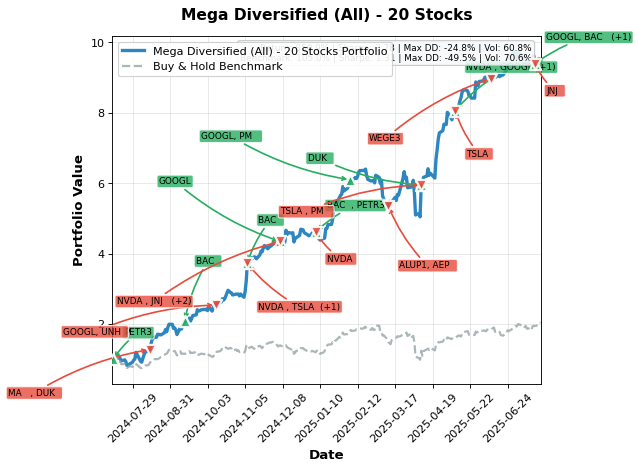 Mega Diversified (All) - 20 Stocks
Mega Diversified (All) - 20 Stocks Portfolio
Buy & Hold Benchmark
| Max DD: -24.8% | Vol: 60.8%
| Max DD: -49.5% | Vol: 70.6%
GOOGL, BAC (+1)
NVDA , GOOGL (+1)
JNJ
WEGE3
TSLA
GOOGL, PM
DUK
GOOGL
BAC , PETR3
TSLA , PM
BAC
BAC
NVDA
ALUP1, AEP
NVDA , JNJ (+2)
NVDA , TSLA (+1)
GOOGL, UNH
PETR3
MA , DUK
Portfolio Value
10
8
6
4
2
2024-07-29
2024-08-31
2024-10-03
2024-11-05
2024-12-08
2025-01-10
2025-02-12
2025-03-17
2025-04-19
2025-05-22
2025-06-24
Date